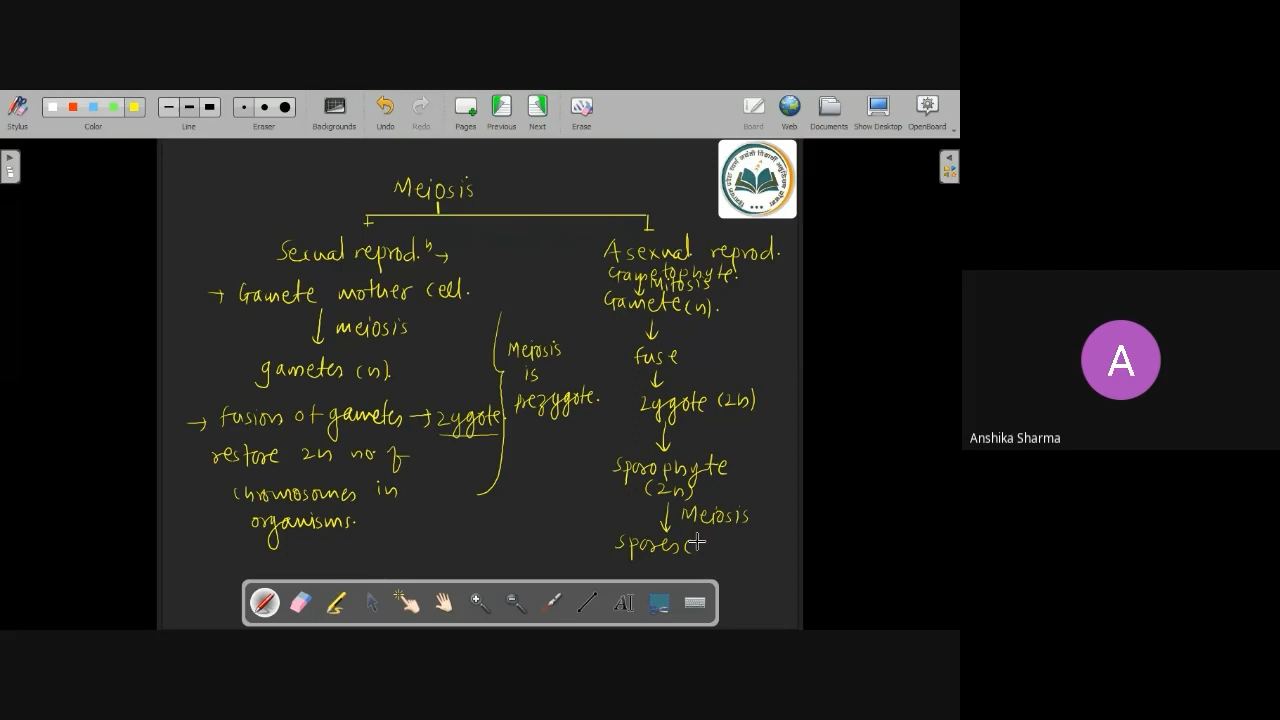 Stylus
Color
Line
Eraser
Backgrounds
Undo
Redo
Pages
Previous
Next
Erase
Board
Web
Documents
Show Desktop
OpenBoard
Meiosis
Sexual reprod.n →
→ Gamete mother cell.
↓ meiosis
gametes (n).
→ fusion of gametes → zygote.
restore 2n no of
chromosomes in
organisms.
Meiosis
is
prezygote.
Asexual reprod.
Gametophyte.
↓ Mitosis
Gamete (n).
↓
fuse
↓
zygote (2n)
↓
Sporophyte
(2n)
↓ Meiosis
Spores (
AI
A
Anshika Sharma